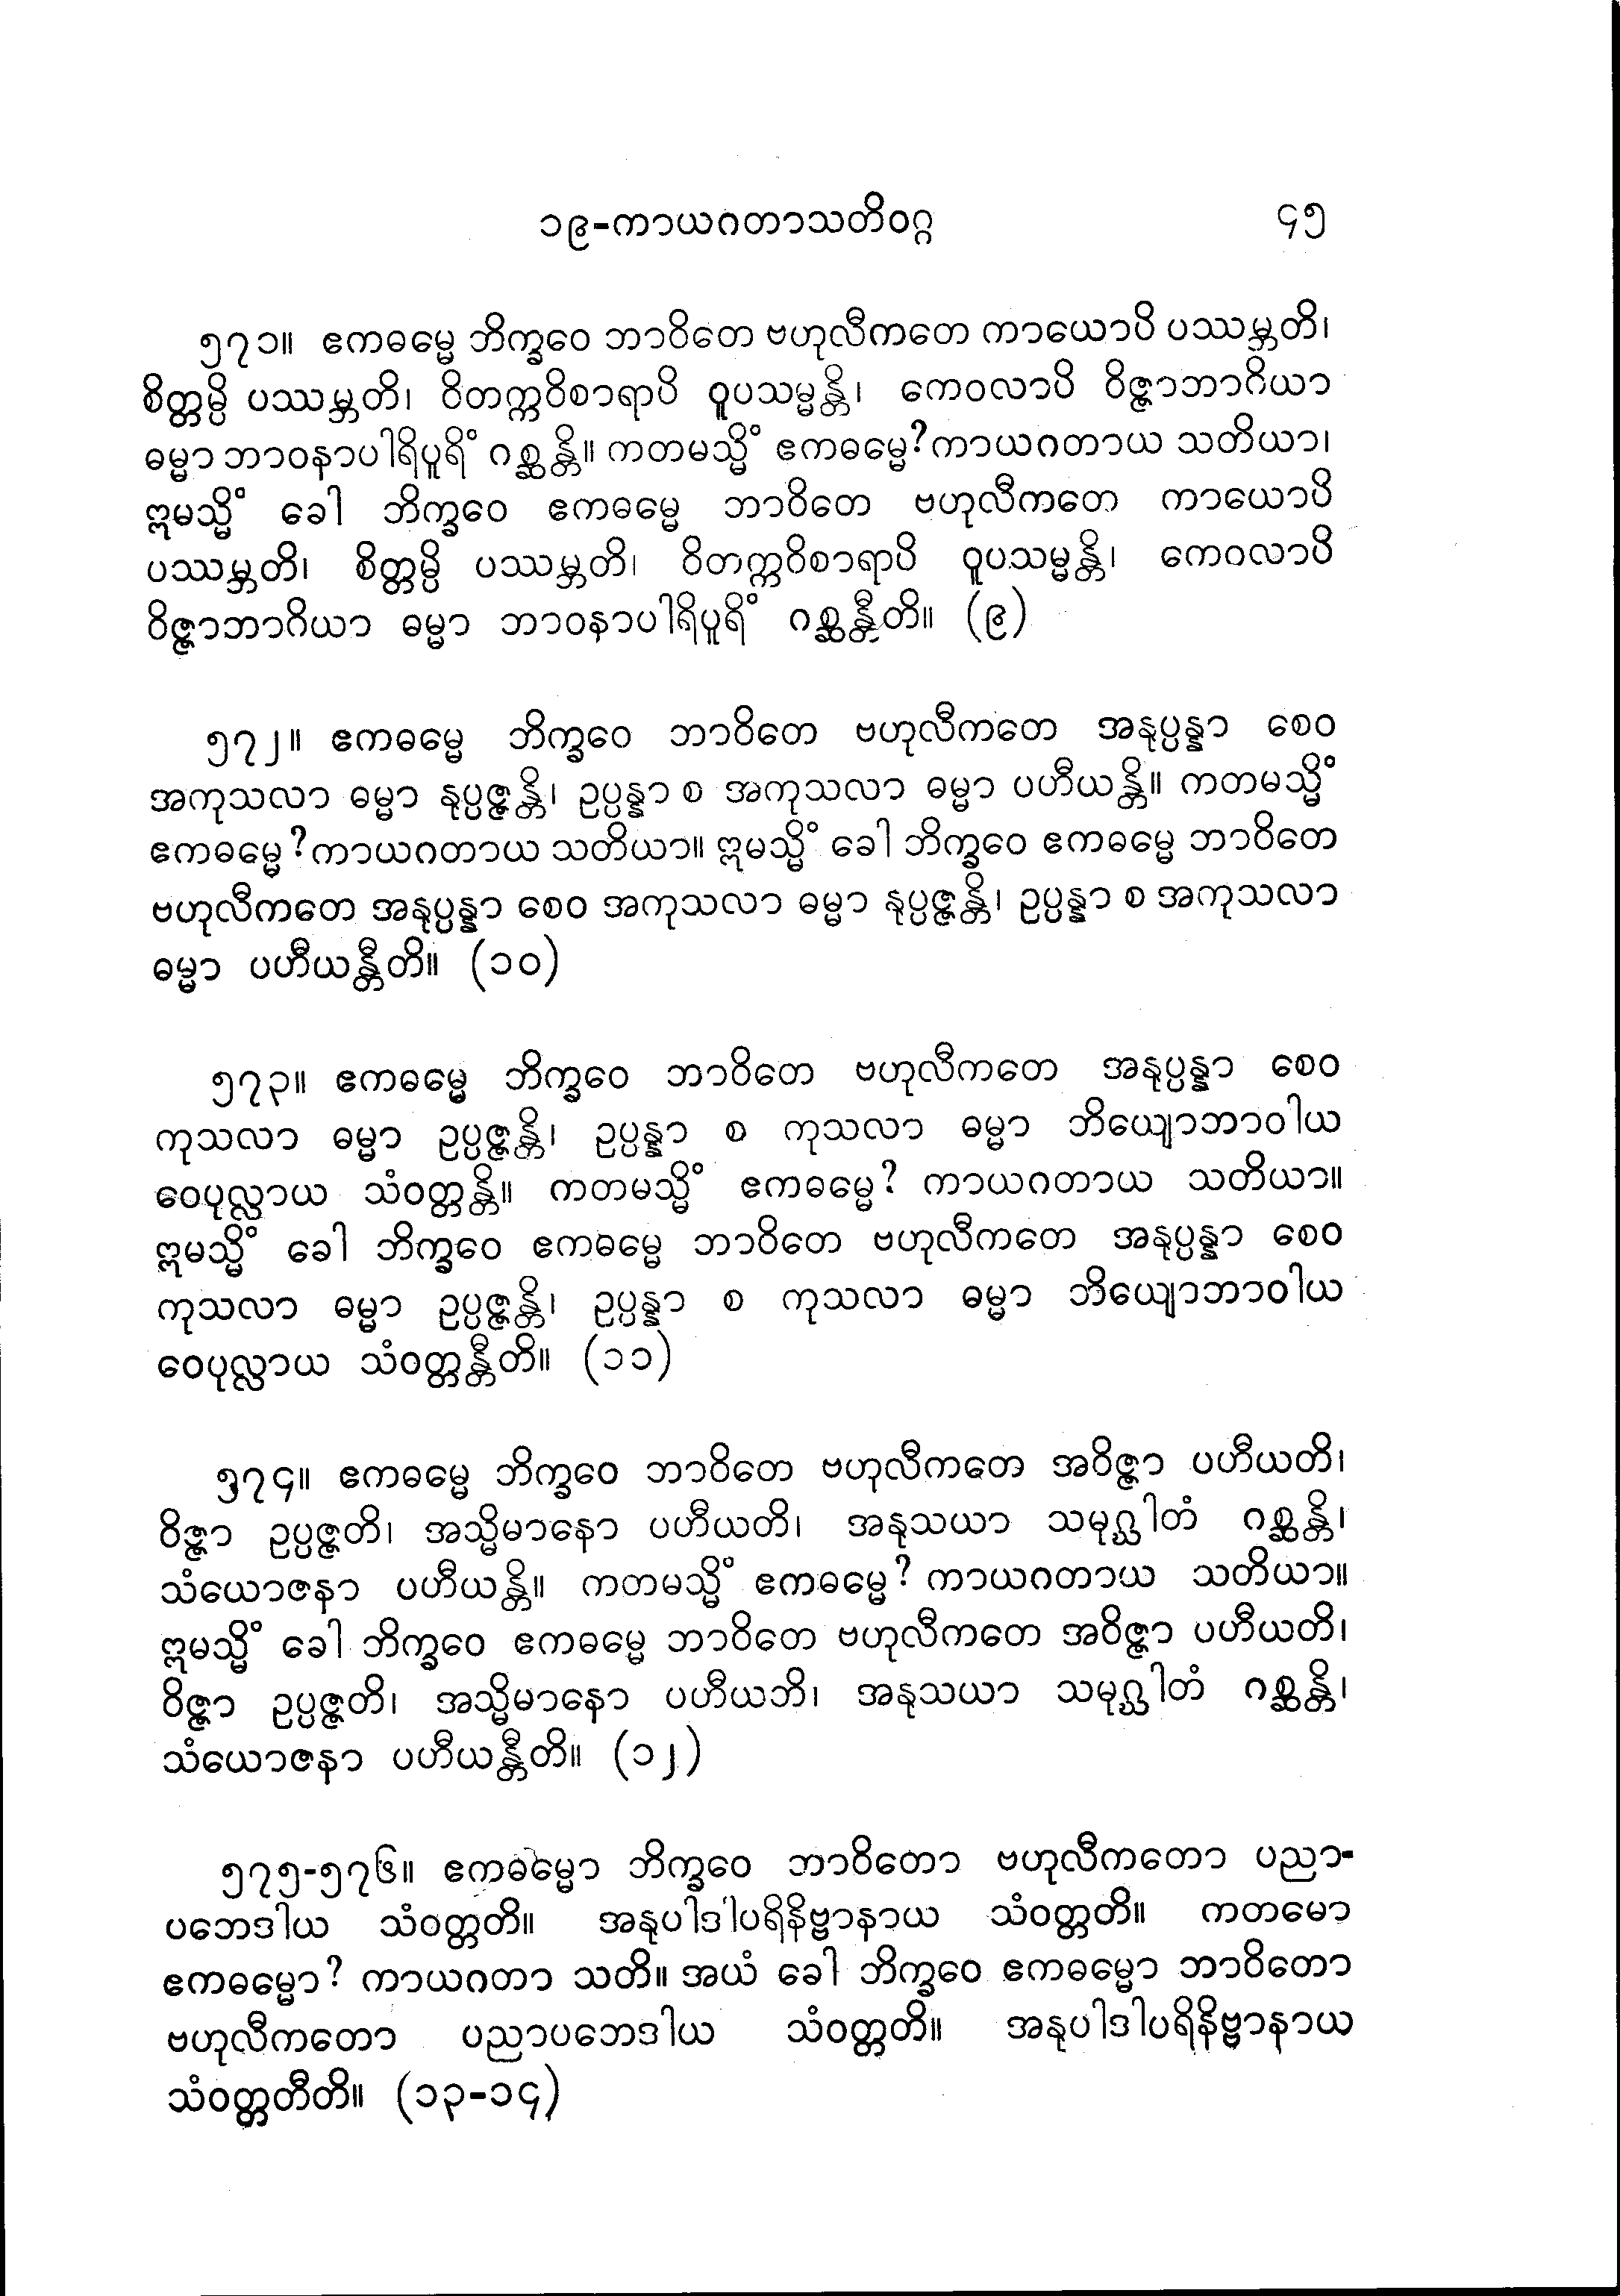 ၁၉-ကာယဂတာသတိဝဂ္ဂ ၄၅
၅၇၁။ ဧကဓမ္မေ ဘိက္ခဝေ ဘာဝိတေ ဗဟုလီကတေ ကာယောပိ ပဿမ္ဘတိ၊
စိတ္တမ္ပိ ပဿမ္ဘတိ၊ ဝိတက္ကဝိစာရာပိ ဝူပသမ္မန္တိ၊ ကေဝလာပိ ဝိဇ္ဇာဘာဂိယာ
ဓမ္မာ ဘာဝနာပါရိပူရိံ ဂစ္ဆန္တိ။ ကတမသ္မိံ ဧကဓမ္မေ?ကာယဂတာယ သတိယာ၊
ဣမသ္မိံ ခေါ ဘိက္ခဝေ ဧကဓမ္မေ ဘာဝိတေ ဗဟုလီကတေ ကာယောပိ
ပဿမ္ဘတိ၊ စိတ္တမ္ပိ ပဿမ္ဘတိ၊ ဝိတက္ကဝိစာရာပိ ဝူပသမ္မန္တိ၊ ကေဝလာပိ
ဝိဇ္ဇာဘာဂိယာ ဓမ္မာ ဘာဝနာပါရိပူရိံ ဂစ္ဆန္တီတိ။ (၉)
၅၇၂။ ဧကဓမ္မေ ဘိက္ခဝေ ဘာဝိတေ ဗဟုလီကတေ အနုပ္ပန္နာ စေဝ
အကုသလာ ဓမ္မာ နုပ္ပဇ္ဇန္တိ၊ ဥပ္ပန္နာ စ အကုသလာ ဓမ္မာ ပဟီယန္တိ။ ကတမသ္မိံ
ဧကဓမ္မေ?ကာယဂတာယ သတိယာ။ ဣမသ္မိံ ခေါ ဘိက္ခဝေ ဧကဓမ္မေ ဘာဝိတေ
ဗဟုလီကတေ အနုပ္ပန္နာ စေဝ အကုသလာ ဓမ္မာ နုပ္ပဇ္ဇန္တိ၊ ဥပ္ပန္နာ စ အကုသလာ
ဓမ္မာ ပဟီယန္တီတိ။ (၁၀)
၅၇၃။ ဧကဓမ္မေ ဘိက္ခဝေ ဘာဝိတေ ဗဟုလီကတေ အနုပ္ပန္နာ စေဝ
ကုသလာ ဓမ္မာ ဥပ္ပဇ္ဇန္တိ၊ ဥပ္ပန္နာ စ ကုသလာ ဓမ္မာ ဘိယျောဘာဝါယ
ဝေပုလ္လာယ သံဝတ္တန္တိ။ ကတမသ္မိံ ဧကဓမ္မေ? ကာယဂတာယ သတိယာ။
ဣမသ္မိံ ခေါ ဘိက္ခဝေ ဧကဓမ္မေ ဘာဝိတေ ဗဟုလီကတေ အနုပ္ပန္နာ စေဝ
ကုသလာ ဓမ္မာ ဥပ္ပဇ္ဇန္တိ၊ ဥပ္ပန္နာ စ ကုသလာ ဓမ္မာ ဘိယျောဘာဝါယ
ဝေပုလ္လာယ သံဝတ္တန္တီတိ။ (၁၁)
၅၇၄။ ဧကဓမ္မေ ဘိက္ခဝေ ဘာဝိတေ ဗဟုလီကတေ အဝိဇ္ဇာ ပဟီယတိ၊
ဝိဇ္ဇာ ဥပ္ပဇ္ဇတိ၊ အသ္မိမာနော ပဟီယတိ၊ အနုသယာ သမုဂ္ဃါတံ ဂစ္ဆန္တိ၊
သံယောဇနာ ပဟီယန္တိ။ ကတမသ္မိံ ဧကဓမ္မေ? ကာယဂတာယ သတိယာ။
ဣမသ္မိံ ခေါ ဘိက္ခဝေ ဧကဓမ္မေ ဘာဝိတေ ဗဟုလီကတေ အဝိဇ္ဇာ ပဟီယတိ၊
ဝိဇ္ဇာ ဥပ္ပဇ္ဇတိ၊ အသ္မိမာနော ပဟီယဘိ၊ အနုသယာ သမုဂ္ဃါတံ ဂစ္ဆန္တိ၊
သံယောဇနာ ပဟီယန္တီတိ။ (၁၂)
၅၇၅-၅၇၆။ ဧကဓမ္မော ဘိက္ခဝေ ဘာဝိတော ဗဟုလီကတော ပညာ-
ပဘေဒါယ သံဝတ္တတိ။ အနုပါဒါပရိနိဗ္ဗာနာယ သံဝတ္တတိ။ ကတမော
ဧကဓမ္မော? ကာယဂတာ သတိ။ အယံ ခေါ ဘိက္ခဝေ ဧကဓမ္မော ဘာဝိတော
ဗဟုလီကတော ပညာပဘေဒါယ သံဝတ္တတိ။ အနုပါဒါပရိနိဗ္ဗာနာယ
သံဝတ္တတီတိ။ (၁၃-၁၄)